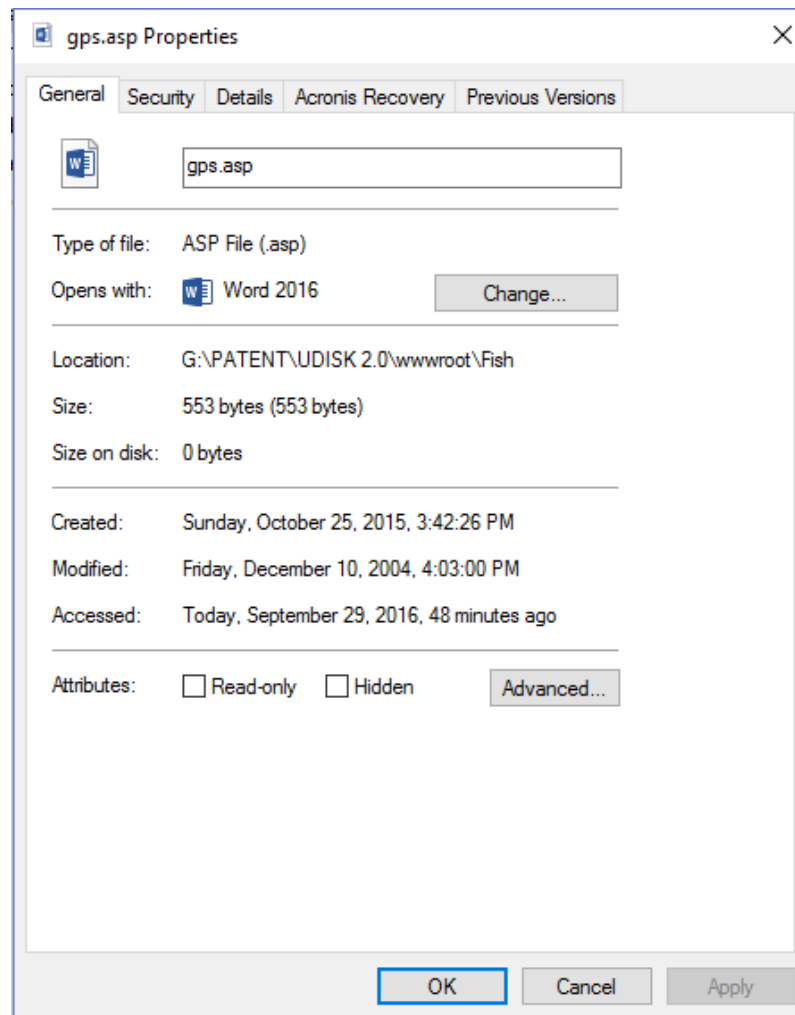 gps.asp Properties
General Security Details Acronis Recovery Previous Versions
gps.asp
Type of file: ASP File (.asp)
Opens with: Word 2016 Change...
Location: G:\PATENT\UDISK 2.0\wwwroot\Fish
Size: 553 bytes (553 bytes)
Size on disk: 0 bytes
Created: Sunday, October 25, 2015, 3:42:26 PM
Modified: Friday, December 10, 2004, 4:03:00 PM
Accessed: Today, September 29, 2016, 48 minutes ago
Attributes: Read-only Hidden Advanced...
OK Cancel Apply